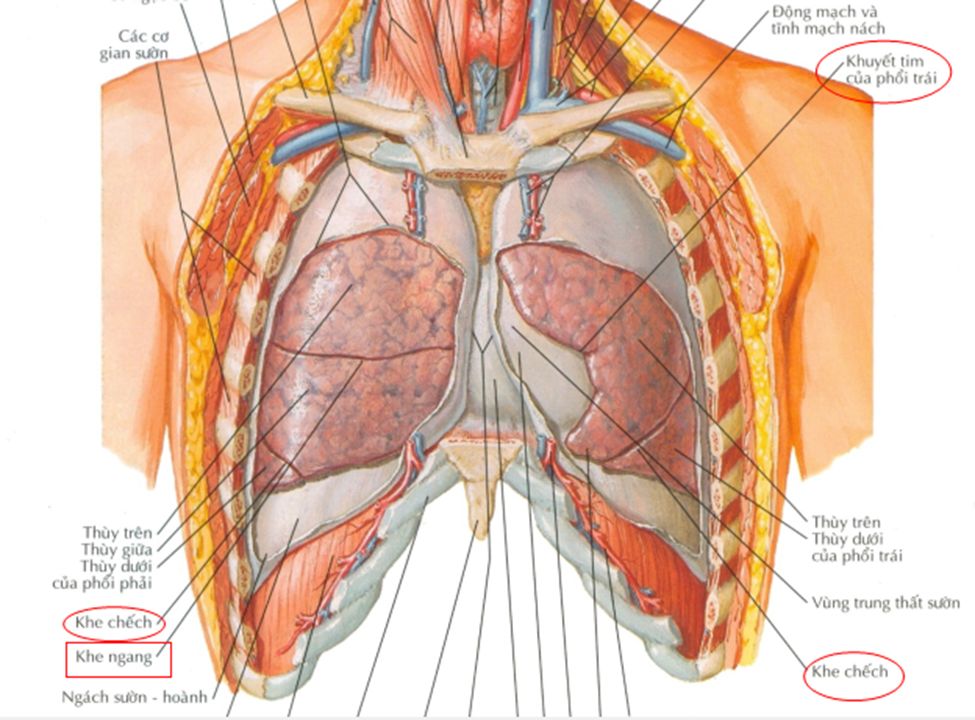 Các cơ
gian sườn
Động mạch và
tĩnh mạch nách
Khuyết tim
của phổi trái
Thùy trên
Thùy giữa
Thùy dưới
của phổi phải
Khe chếch
Khe ngang
Ngách sườn - hoành
Thùy trên
Thùy dưới
của phổi trái
Vùng trung thất sườn
Khe chếch